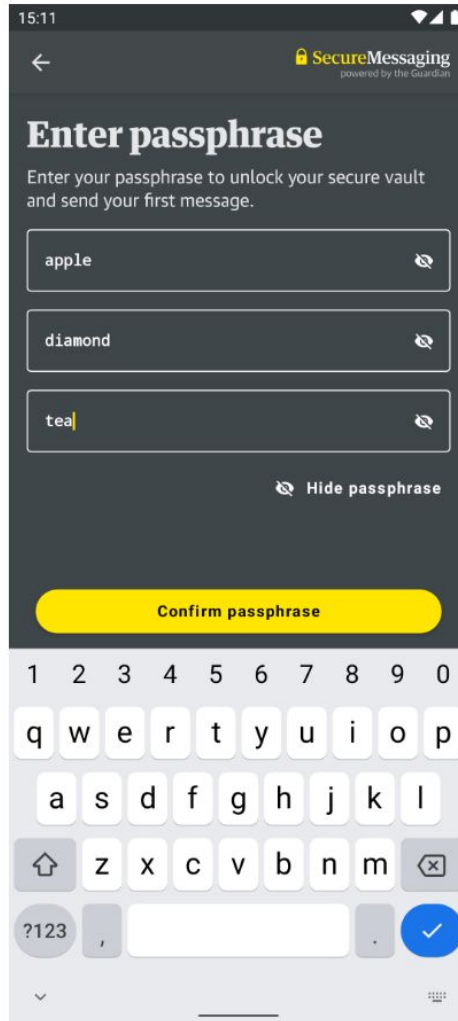 15:11
SecureMessaging
powered by the Guardian
Enter passphrase
Enter your passphrase to unlock your secure vault
and send your first message.
apple
diamond
tea
Hide passphrase
Confirm passphrase
1 2 3 4 5 6 7 8 9 0
q w e r t y u i o p
a s d f g h j k l
z x c v b n m
?123 , .